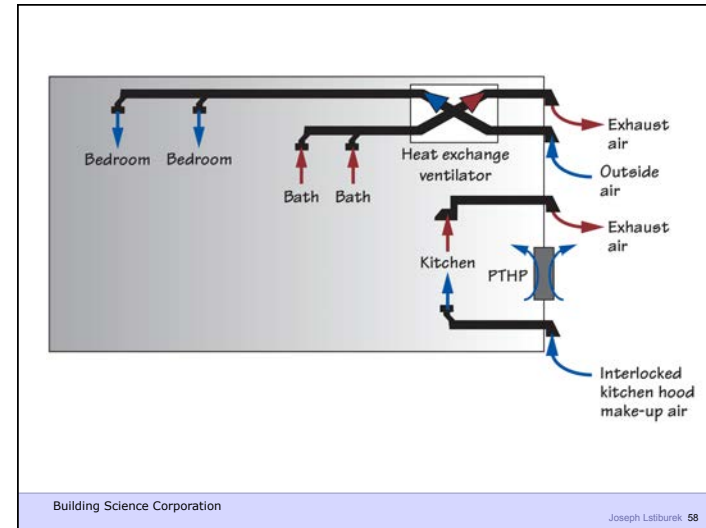 Exhaust
air
Bedroom Bedroom
Heat exchange
ventilator
Outside
air
Bath Bath
Exhaust
air
Kitchen
PTHP
Interlocked
kitchen hood
make-up air
Building Science Corporation
Joseph Lstiburek 58